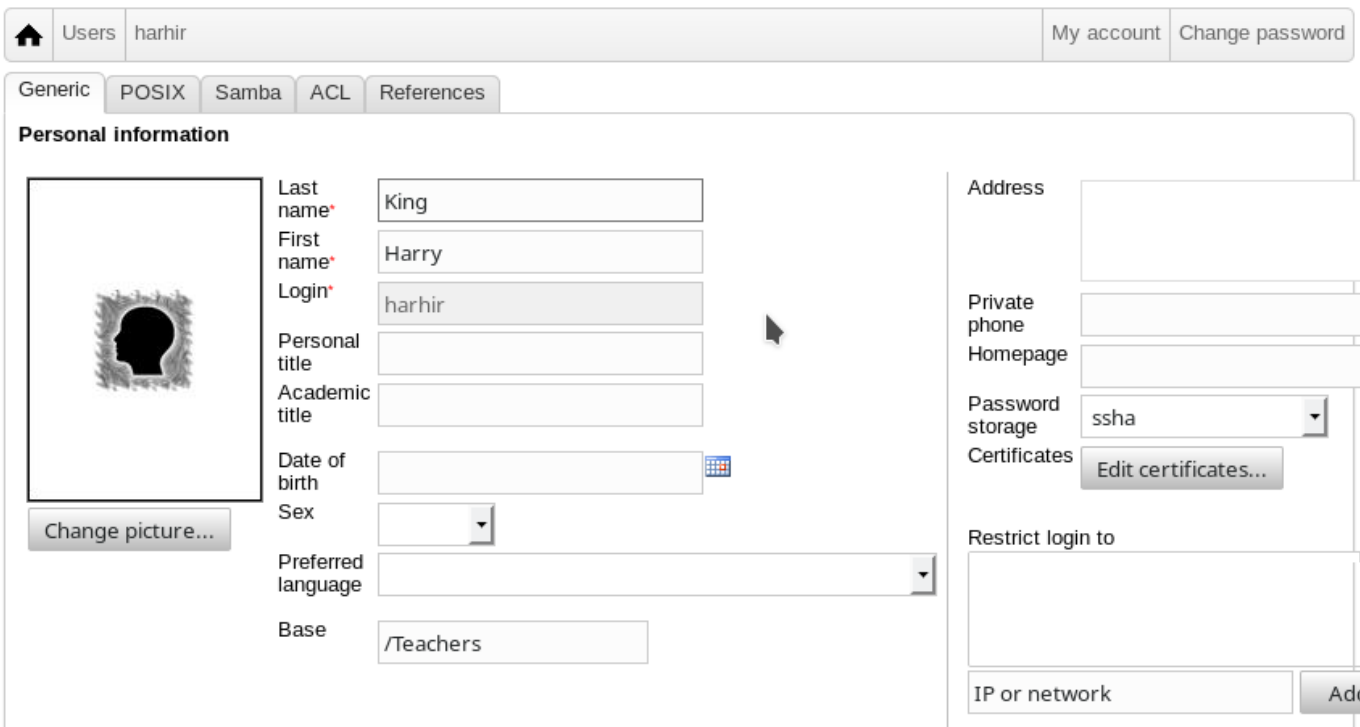 Users harhir My account Change password
Generic POSIX Samba ACL References
Personal information
Last name* King
First name* Harry
Login* harhir
Personal title
Academic title
Date of birth
Sex
Preferred language
Base /Teachers
Change picture...
Address
Private phone
Homepage
Password storage ssha
Certificates Edit certificates...
Restrict login to
IP or network